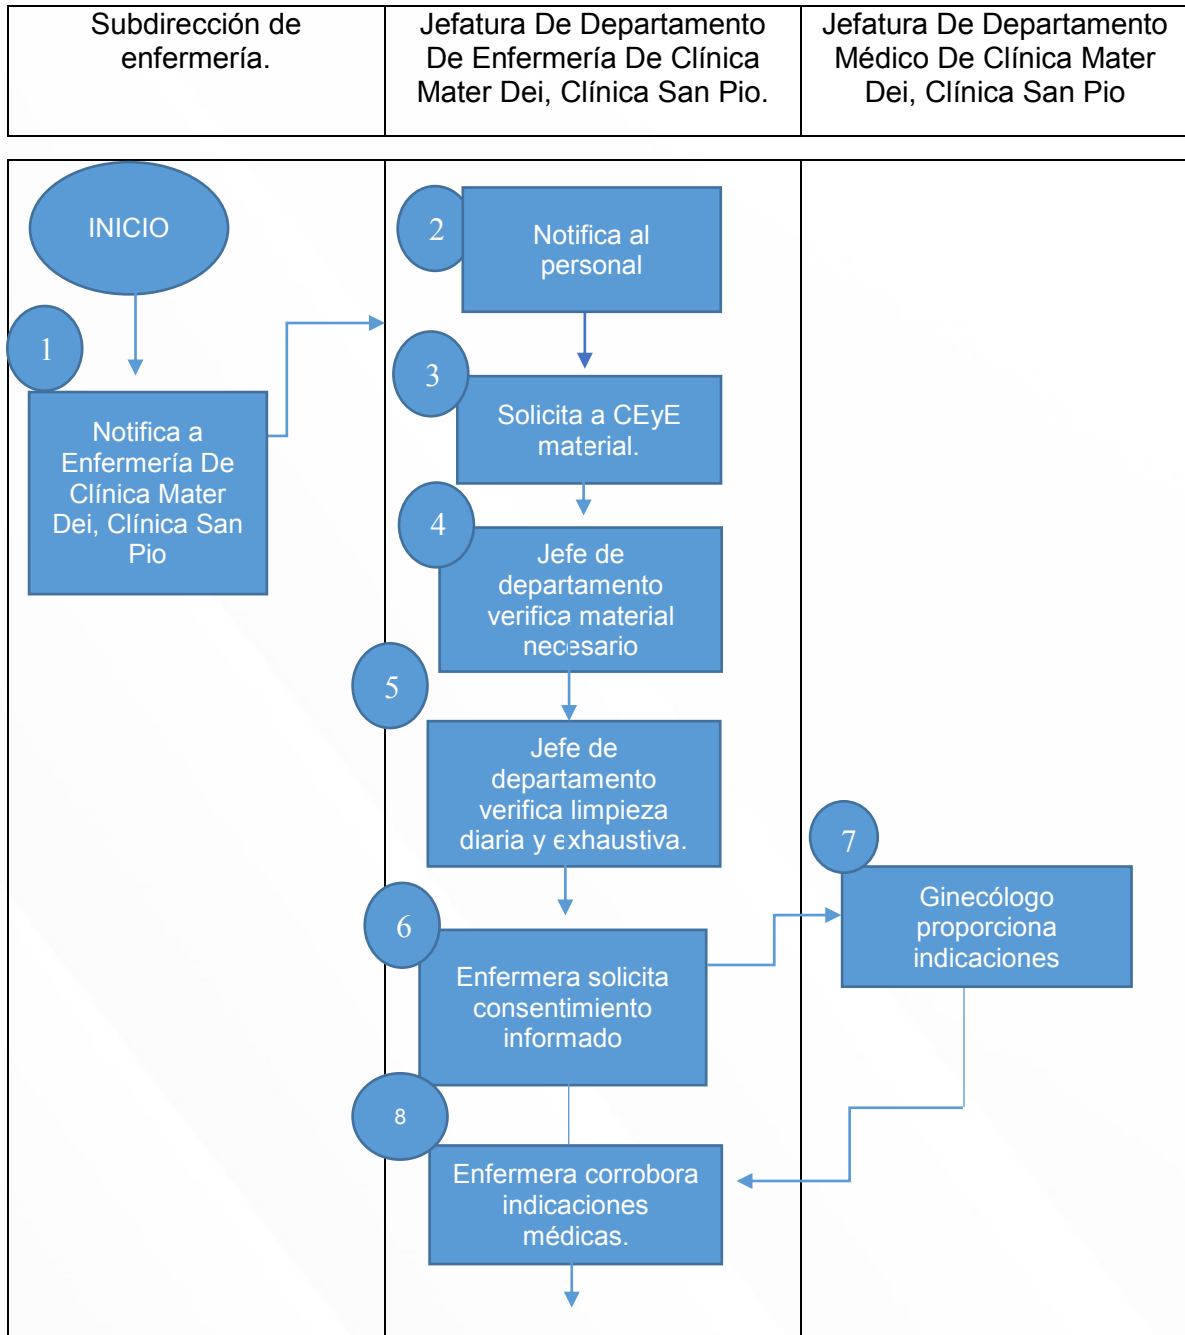 Subdirección de
enfermería.
Jefatura De Departamento
De Enfermería De Clínica
Mater Dei, Clínica San Pio.
Jefatura De Departamento
Médico De Clínica Mater
Dei, Clínica San Pio
INICIO
1
Notifica a
Enfermería De
Clínica Mater
Dei, Clínica San
Pio
2
Notifica al
personal
3
Solicita a CEyE
material.
4
Jefe de
departamento
verifica material
necesario
5
Jefe de
departamento
verifica limpieza
diaria y exhaustiva.
6
Enfermera solicita
consentimiento
informado
7
Ginecólogo
proporciona
indicaciones
8
Enfermera corrobora
indicaciones
médicas.